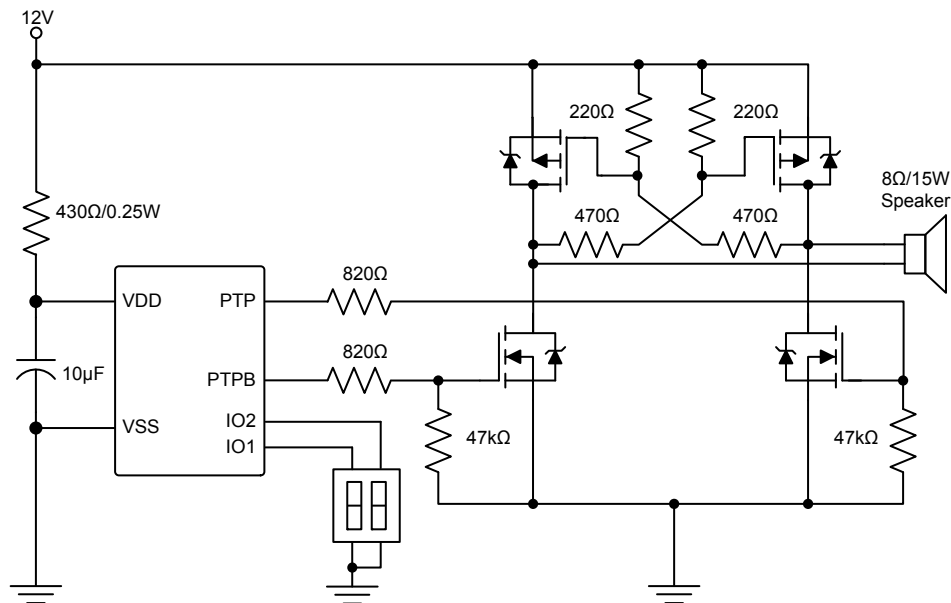 12V
220Ω
220Ω
8Ω/15W
Speaker
430Ω/0.25W
470Ω
470Ω
820Ω
VDD
PTP
820Ω
10µF
PTPB
VSS
IO2
IO1
47kΩ
47kΩ